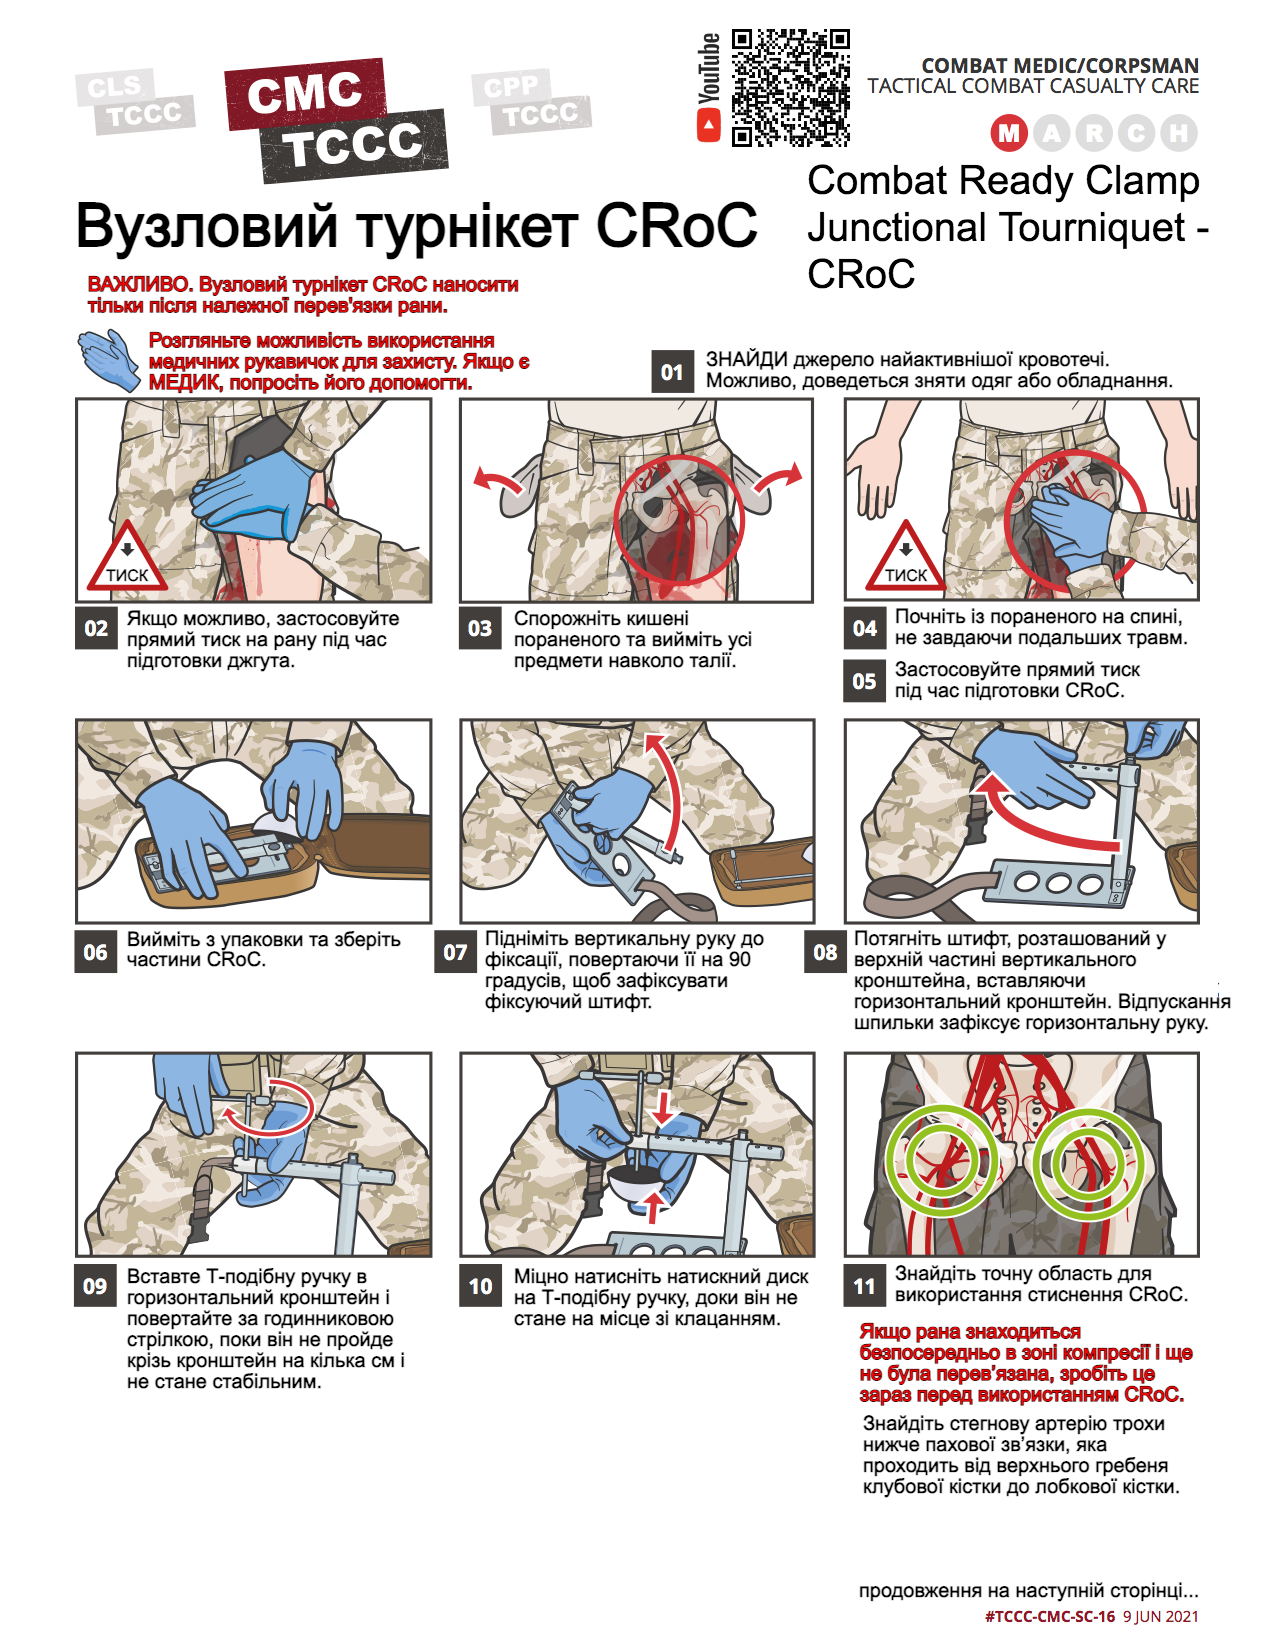 CLS
TCCC
CMC
TCCC
CPP
TCCC
YouTube
COMBAT MEDIC/CORPSMAN
TACTICAL COMBAT CASUALTY CARE
M A R C H
Вузловий турнікет CRoC
Combat Ready Clamp
Junctional Tourniquet -
CRoC
ВАЖЛИВО. Вузловий турнікет CRoC наносити
тільки після належної перев'язки рани.
Розгляньте можливість використання
медичних рукавичок для захисту. Якщо є
МЕДИК, попросіть його допомогти.
01
ЗНАЙДИ джерело найактивнішої кровотечі.
Можливо, доведеться зняти одяг або обладнання.
ТИСК
ТИСК
02
Якщо можливо, застосовуйте
прямий тиск на рану під час
підготовки джгута.
03
Спорожніть кишені
пораненого та вийміть усі
предмети навколо талії.
04
Почніть із пораненого на спині,
не завдаючи подальших травм.
05
Застосовуйте прямий тиск
під час підготовки CRoC.
06
Вийміть з упаковки та зберіть
частини CRoC.
07
Підніміть вертикальну руку до
фіксації, повертаючи її на 90
градусів, щоб зафіксувати
фіксуючий штифт.
08
Потягніть штифт, розташований у
верхній частині вертикального
кронштейна, вставляючи
горизонтальний кронштейн. Відпускання
шпильки зафіксує горизонтальну руку.
09
Вставте Т-подібну ручку в
горизонтальний кронштейн і
повертайте за годинниковою
стрілкою, поки він не пройде
крізь кронштейн на кілька см і
не стане стабільним.
10
Міцно натисніть натискний диск
на Т-подібну ручку, доки він не
стане на місце зі клацанням.
11
Знайдіть точну область для
використання стиснення CRoC.
Якщо рана знаходиться
безпосередньо в зоні компресії і ще
не була перев'язана, зробіть це
зараз перед використанням CRoC.
Знайдіть стегнову артерію трохи
нижче пахової зв’язки, яка
проходить від верхнього гребеня
клубової кістки до лобкової кістки.
продовження на наступній сторінці...
#TCCC-CMC-SC-16 9 JUN 2021